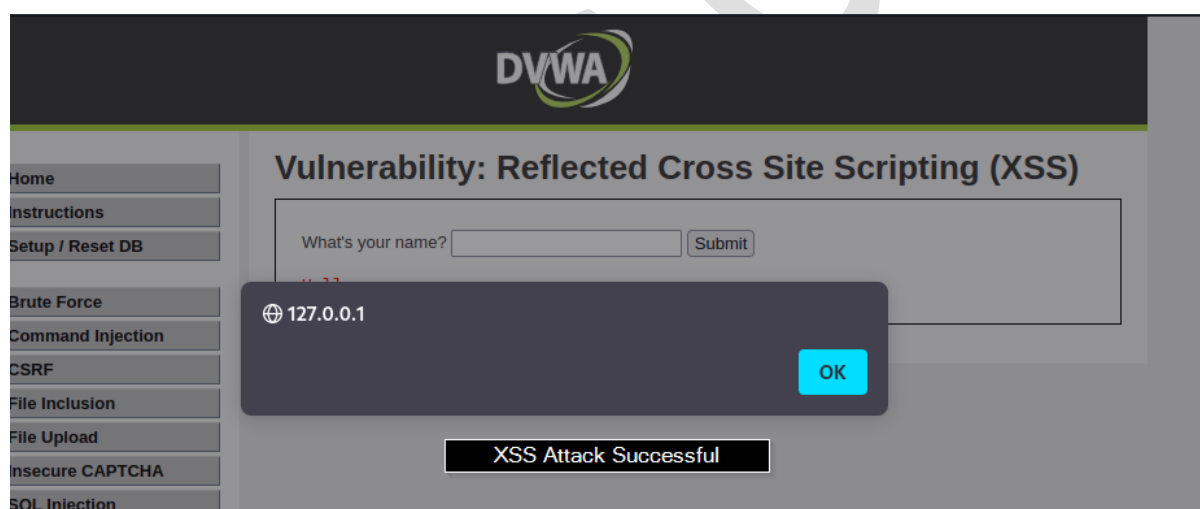 DVWA
Vulnerability: Reflected Cross Site Scripting (XSS)
Home
Instructions
Setup / Reset DB
Brute Force
Command Injection
CSRF
File Inclusion
File Upload
Insecure CAPTCHA
SQL Injection
What's your name?
Submit
127.0.0.1
OK
XSS Attack Successful